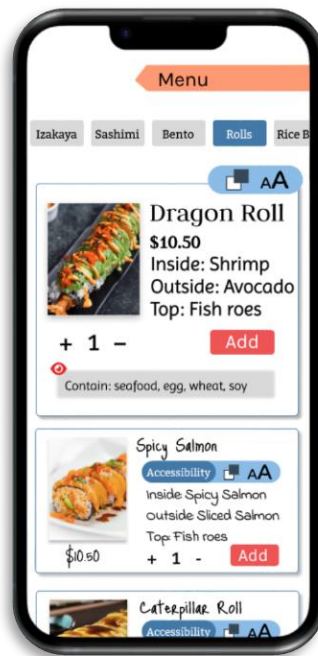 Menu
Izakaya Sashimi Bento Rolls Rice B
AA
Dragon Roll
$10.50
Inside: Shrimp
Outside: Avocado
Top: Fish roes
+ 1 − Add
Contain: seafood, egg, wheat, soy
Spicy Salmon
Accessibility AA
Inside Spicy Salmon
Outside Sliced Salmon
Top: Fish roes
$10.50 + 1 - Add
Caterpillar Roll
Accessibility AA